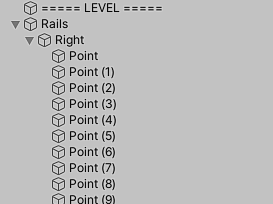 ===== LEVEL =====
Rails
Right
Point
Point (1)
Point (2)
Point (3)
Point (4)
Point (5)
Point (6)
Point (7)
Point (8)
Point (9)